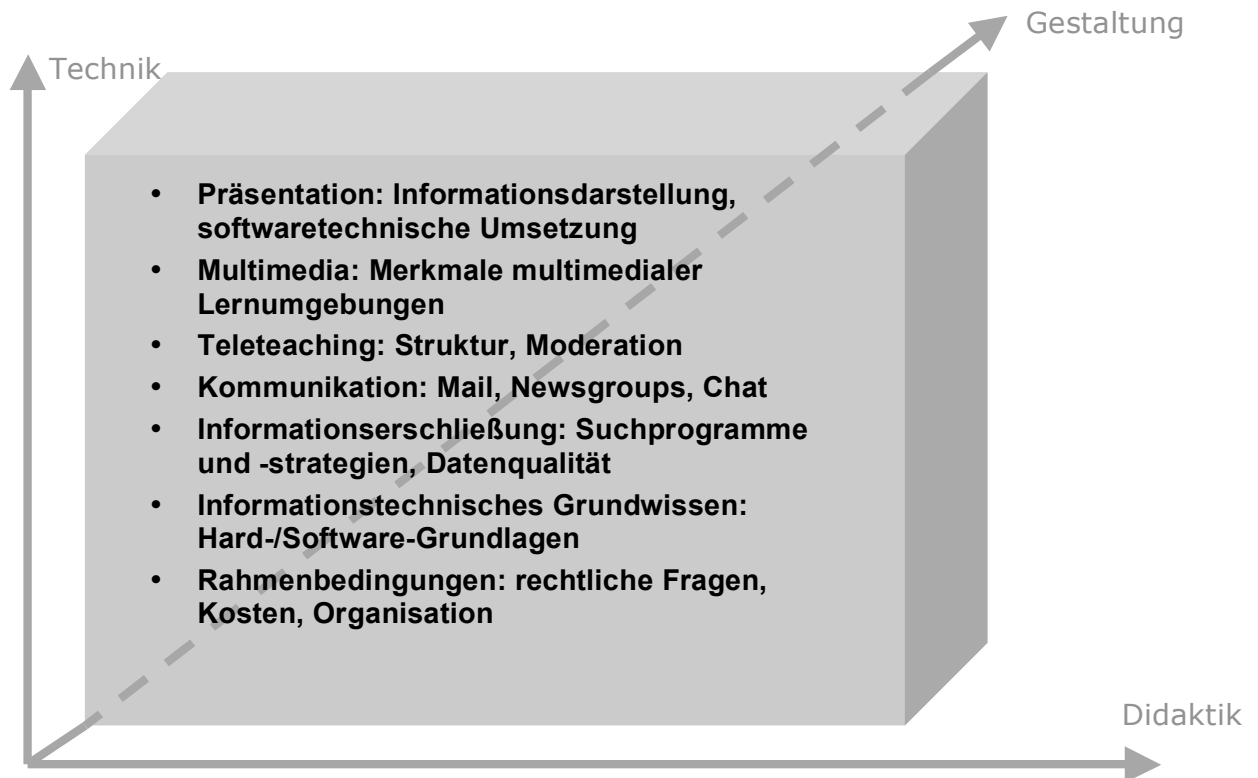 Gestaltung
Technik
• Präsentation: Informationsdarstellung,
softwaretechnische Umsetzung
• Multimedia: Merkmale multimedialer
Lernumgebungen
• Teleteaching: Struktur, Moderation
• Kommunikation: Mail, Newsgroups, Chat
• Informationserschließung: Suchprogramme
und -strategien, Datenqualität
• Informationstechnisches Grundwissen:
Hard-/Software-Grundlagen
• Rahmenbedingungen: rechtliche Fragen,
Kosten, Organisation
Didaktik